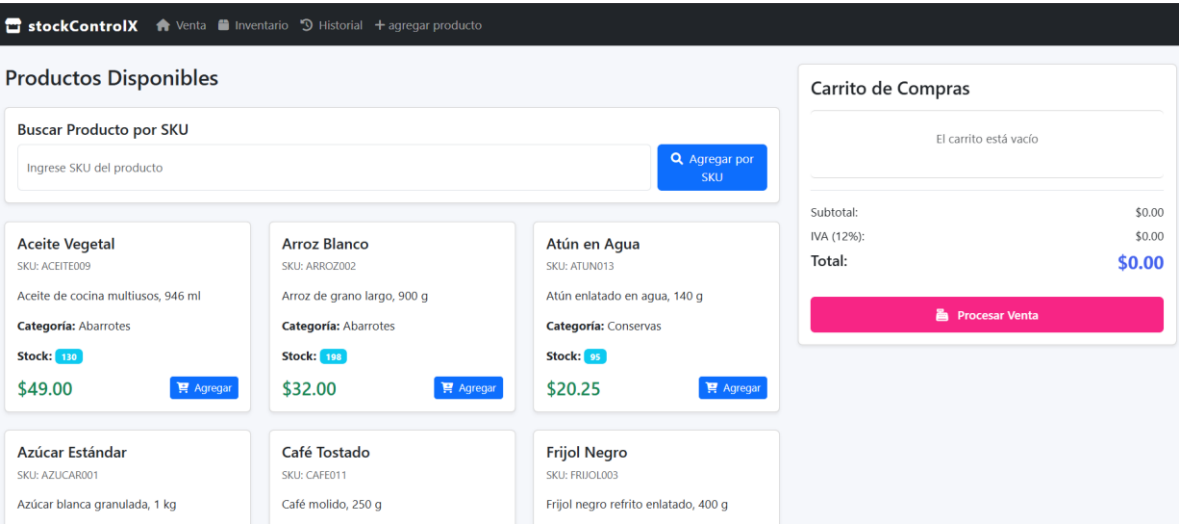 stockControlX Venta Inventario Historial + agregar producto
Productos Disponibles
Buscar Producto por SKU
Ingrese SKU del producto
Agregar por
SKU
Aceite Vegetal
SKU: ACEITE009
Aceite de cocina multiusos, 946 ml
Categoría: Abarrotes
Stock: 130
$49.00 Agregar
Arroz Blanco
SKU: ARROZ002
Arroz de grano largo, 900 g
Categoría: Abarrotes
Stock: 198
$32.00 Agregar
Atún en Agua
SKU: ATUN013
Atún enlatado en agua, 140 g
Categoría: Conservas
Stock: 95
$20.25 Agregar
Azúcar Estándar
SKU: AZUCAR001
Azúcar blanca granulada, 1 kg
Café Tostado
SKU: CAFE011
Café molido, 250 g
Frijol Negro
SKU: FRIJOL003
Frijol negro refrito enlatado, 400 g
Carrito de Compras
El carrito está vacío
Subtotal: $0.00
IVA (12%): $0.00
Total: $0.00
Procesar Venta